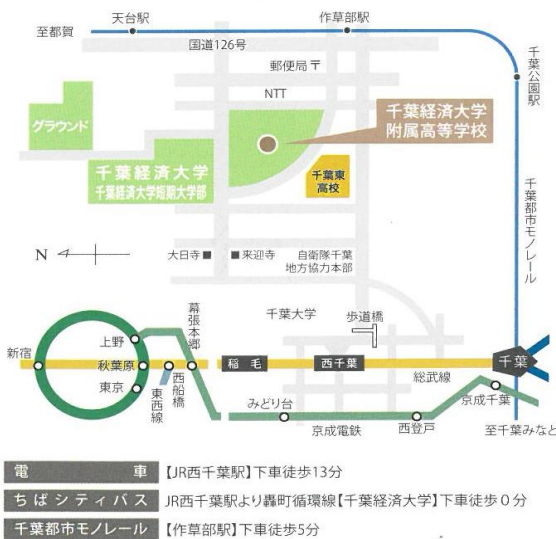 天台駅
作草部駅
至都賀
国道126号
千葉公園駅
郵便局〒
NTT
グラウンド
千葉経済大学
附属高等学校
千葉経済大学
千葉経済大学短期大学部
千葉東
高校
千葉都市モノレール
N
大日寺
来迎寺
自衛隊千葉
地方協力本部
千葉大学
歩道橋
幕張本郷
上野
新宿
秋葉原
東京
東西線
西船橋
稲毛
西千葉
総武線
千葉
京成千葉
みどり台
京成電鉄
西登戸
至千葉みなと
電車 【JR西千葉駅】下車徒歩13分
ちばシティバス JR西千葉駅より轟町循環線【千葉経済大学】下車徒歩0分
千葉都市モノレール 【作草部駅】下車徒歩5分